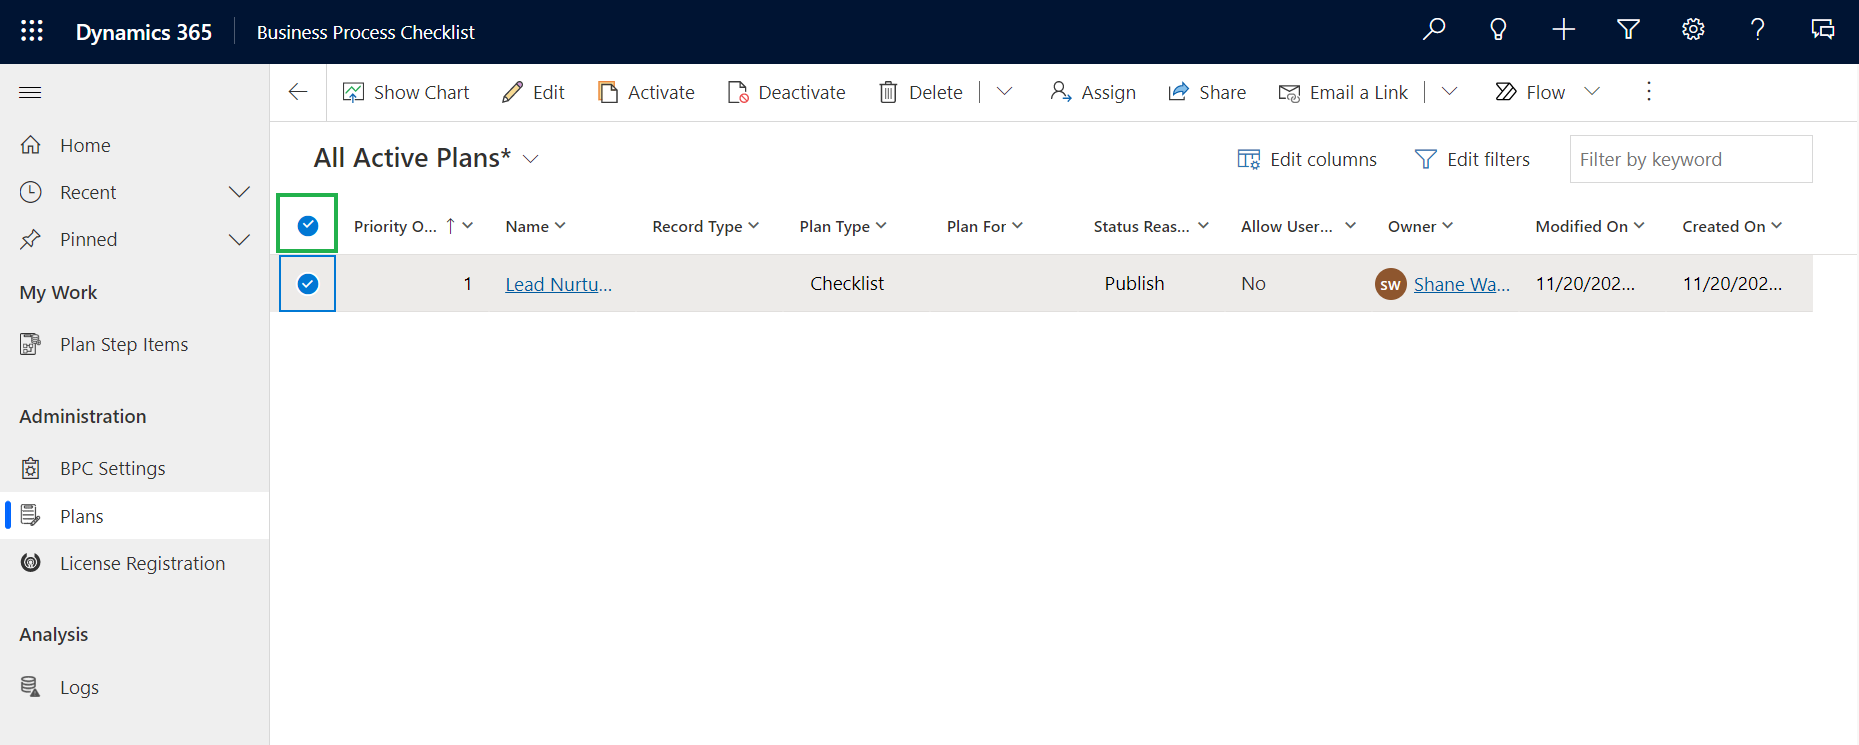 Dynamics 365 Business Process Checklist
Show Chart Edit Activate Deactivate Delete Assign Share Email a Link Flow
Home
Recent
Pinned
My Work
Plan Step Items
Administration
BPC Settings
Plans
License Registration
Analysis
Logs
All Active Plans*
Edit columns Edit filters Filter by keyword
Priority O... Name Record Type Plan Type Plan For Status Reas... Allow User... Owner Modified On Created On
1 Lead Nurtu... Checklist Publish No SW Shane Wa... 11/20/202... 11/20/202...